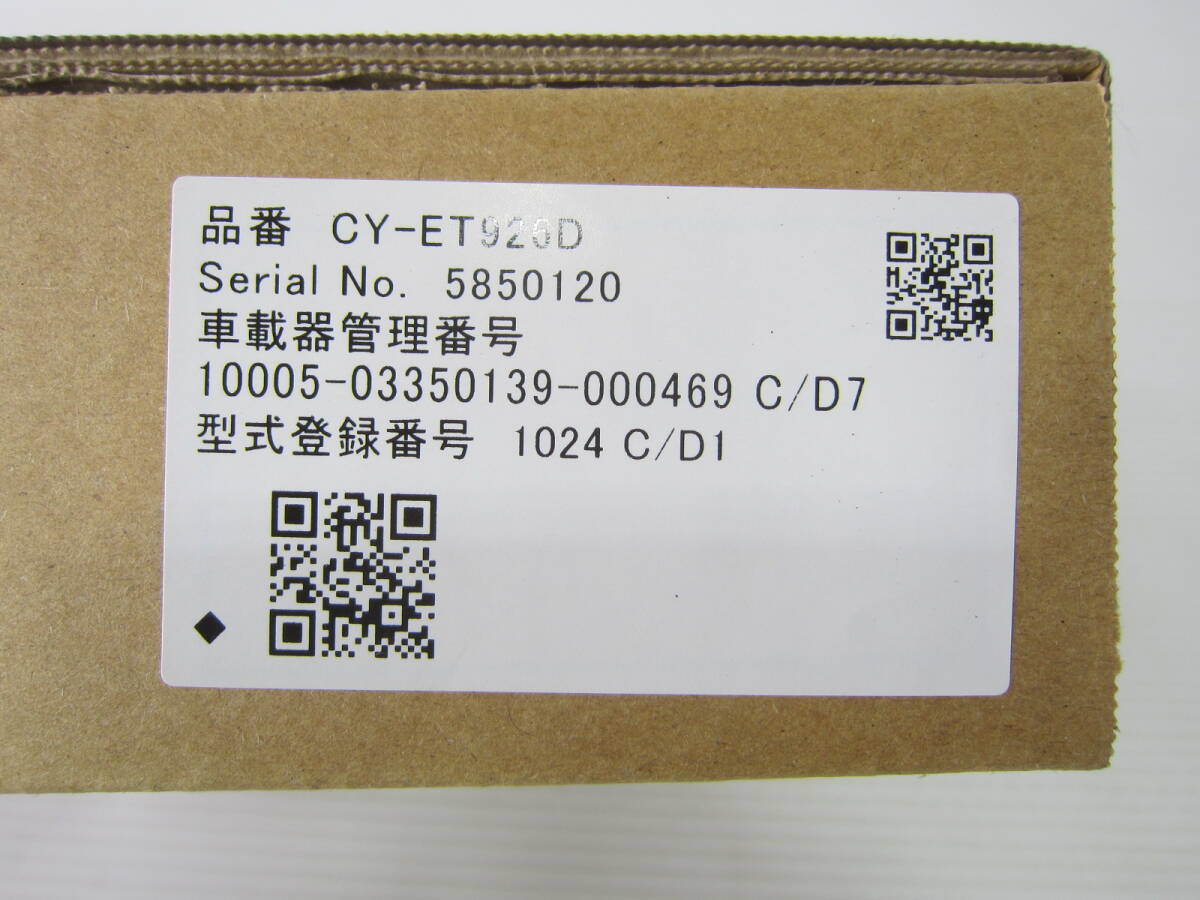 品番 CY-ET926D
Serial No. 5850120
車載器管理番号
10005-03350139-000469 C/D7
型式登録番号 1024 C/D1